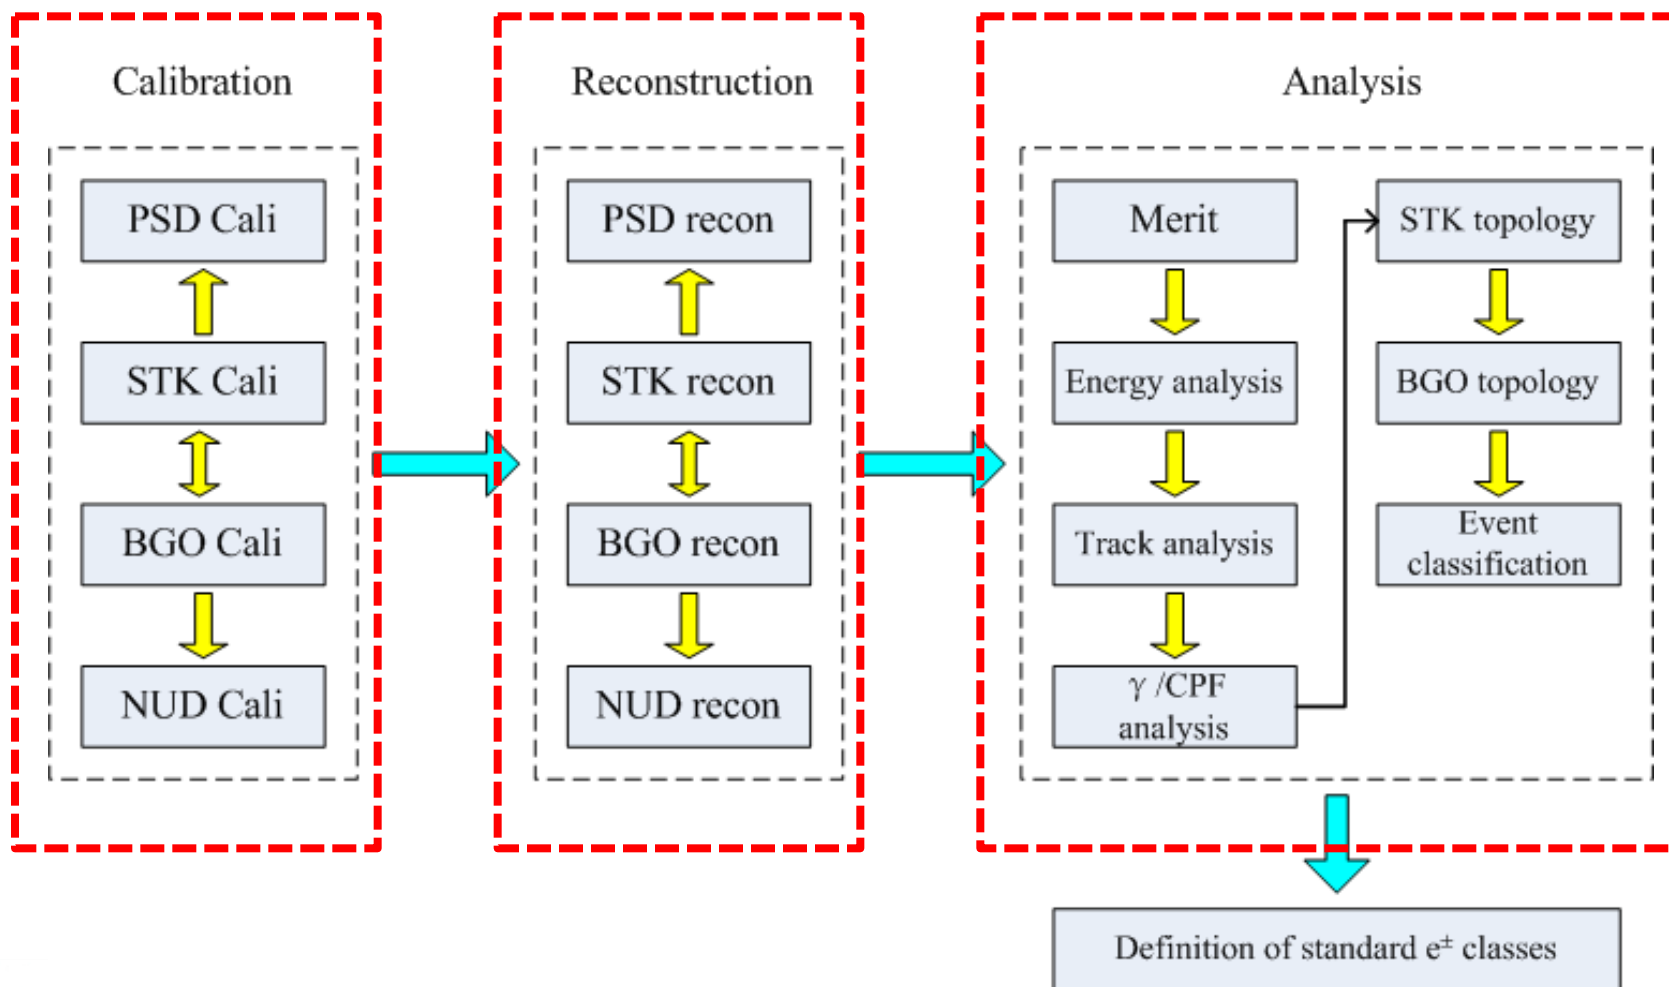 Calibration
PSD Cali
STK Cali
BGO Cali
NUD Cali
Reconstruction
PSD recon
STK recon
BGO recon
NUD recon
Analysis
Merit
Energy analysis
Track analysis
γ /CPF
analysis
STK topology
BGO topology
Event
classification
Definition of standard e± classes